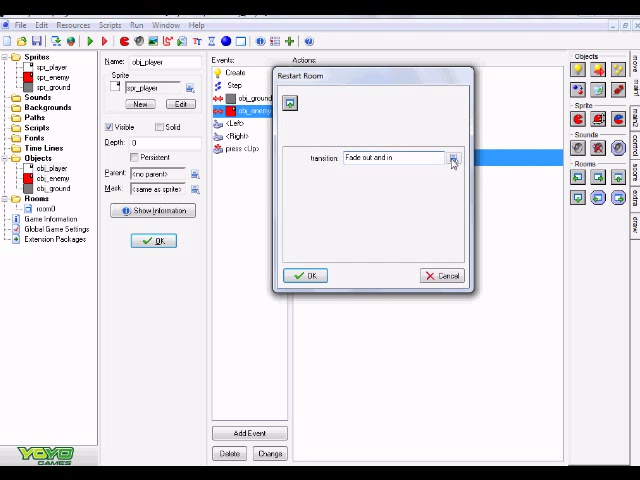 File Edit Resources Scripts Run Window Help
Sprites
spr_player
spr_enemy
spr_ground
Sounds
Backgrounds
Paths
Scripts
Time Lines
Objects
obj_player
obj_enemy
obj_ground
Rooms
room0
Game Information
Global Game Settings
Extension Packages
YOYO
GAMES
Name: obj_player
Sprite
spr_player
New Edit
Visible Solid
Depth: 0
Persistent
Parent: <no parent>
Mask: <same as sprite>
Show Information
OK
Events:
Create
Step
obj_ground
obj_enemy
<Left>
<Right>
press <Up>
Add Event
Delete Change
Actions:
Restart Room
transition: Fade out and in
OK Cancel
Objects
Sprite
Sounds
Rooms
move
main1
main2
control
score
extra
draw